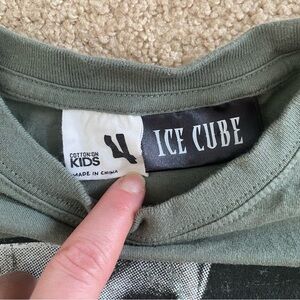 COTTON ON
KIDS
MADE IN CHINA
4
ICE CUBE